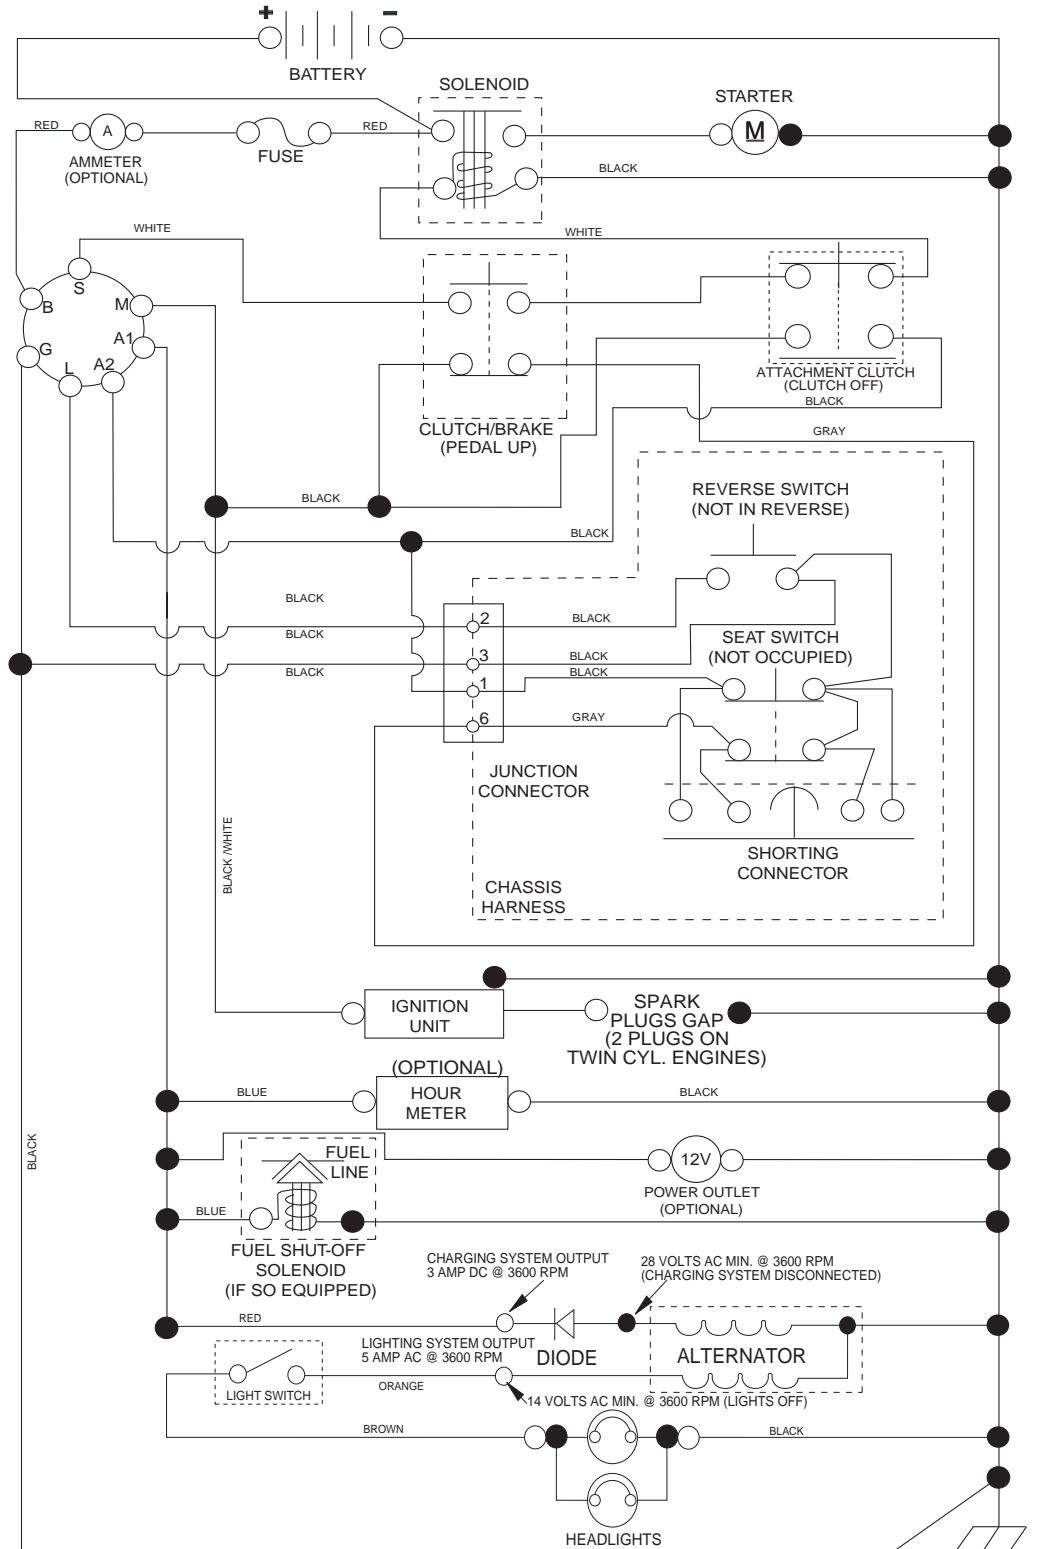 + −
BATTERY
SOLENOID
STARTER
RED
A
RED
M
AMMETER
(OPTIONAL)
FUSE
BLACK
WHITE
WHITE
S
B
M
A1
G
L
A2
ATTACHMENT CLUTCH
(CLUTCH OFF)
BLACK
CLUTCH/BRAKE
(PEDAL UP)
GRAY
REVERSE SWITCH
(NOT IN REVERSE)
BLACK
BLACK
BLACK
2
BLACK
BLACK
SEAT SWITCH
(NOT OCCUPIED)
3
BLACK
BLACK
BLACK
1
6
GRAY
JUNCTION
CONNECTOR
BLACK /WHITE
SHORTING
CONNECTOR
CHASSIS
HARNESS
IGNITION
UNIT
SPARK
PLUGS GAP
(2 PLUGS ON
TWIN CYL. ENGINES)
(OPTIONAL)
BLUE
HOUR
METER
BLACK
BLACK
FUEL
LINE
12V
POWER OUTLET
(OPTIONAL)
BLUE
FUEL SHUT-OFF
SOLENOID
(IF SO EQUIPPED)
CHARGING SYSTEM OUTPUT
3 AMP DC @ 3600 RPM
28 VOLTS AC MIN. @ 3600 RPM
(CHARGING SYSTEM DISCONNECTED)
RED
LIGHTING SYSTEM OUTPUT
5 AMP AC @ 3600 RPM
DIODE
ALTERNATOR
LIGHT SWITCH
ORANGE
14 VOLTS AC MIN. @ 3600 RPM (LIGHTS OFF)
BROWN
BLACK
HEADLIGHTS